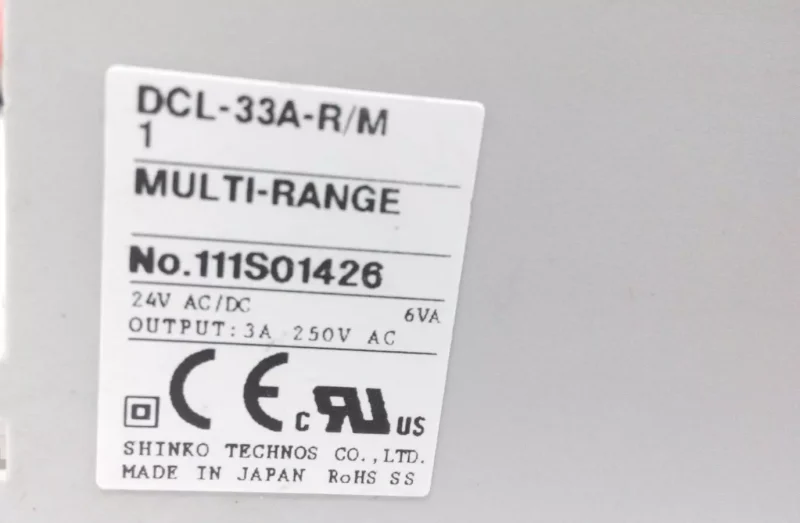 DCL-33A-R/M
1
MULTI-RANGE
No.111S01426
24V AC/DC 6VA
OUTPUT:3A 250V AC
CE c RU US
SHINKO TECHNOS CO.,LTD.
MADE IN JAPAN RoHS SS